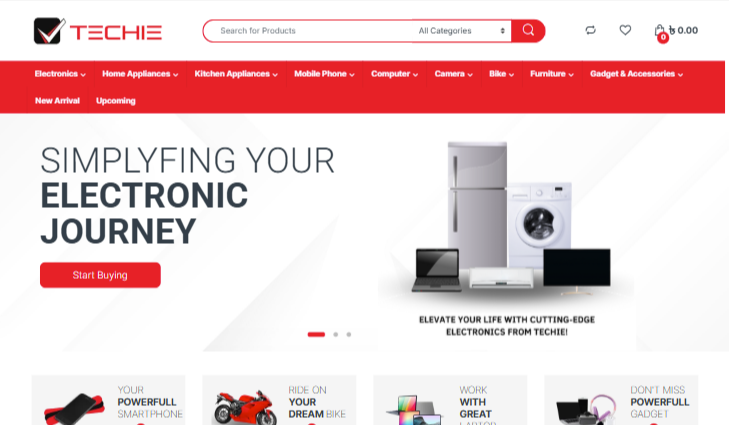 TECHIE
Search for Products
All Categories
0
৳ 0.00
Electronics
Home Appliances
Kitchen Appliances
Mobile Phone
Computer
Camera
Bike
Furniture
Gadget & Accessories
New Arrival
Upcoming
SIMPLYFING YOUR
ELECTRONIC
JOURNEY
Start Buying
ELEVATE YOUR LIFE WITH CUTTING-EDGE
ELECTRONICS FROM TECHIE!
YOUR
POWERFULL
SMARTPHONE
RIDE ON
YOUR
DREAM BIKE
WORK
WITH
GREAT
LAPTOP
DON'T MISS
POWERFULL
GADGET